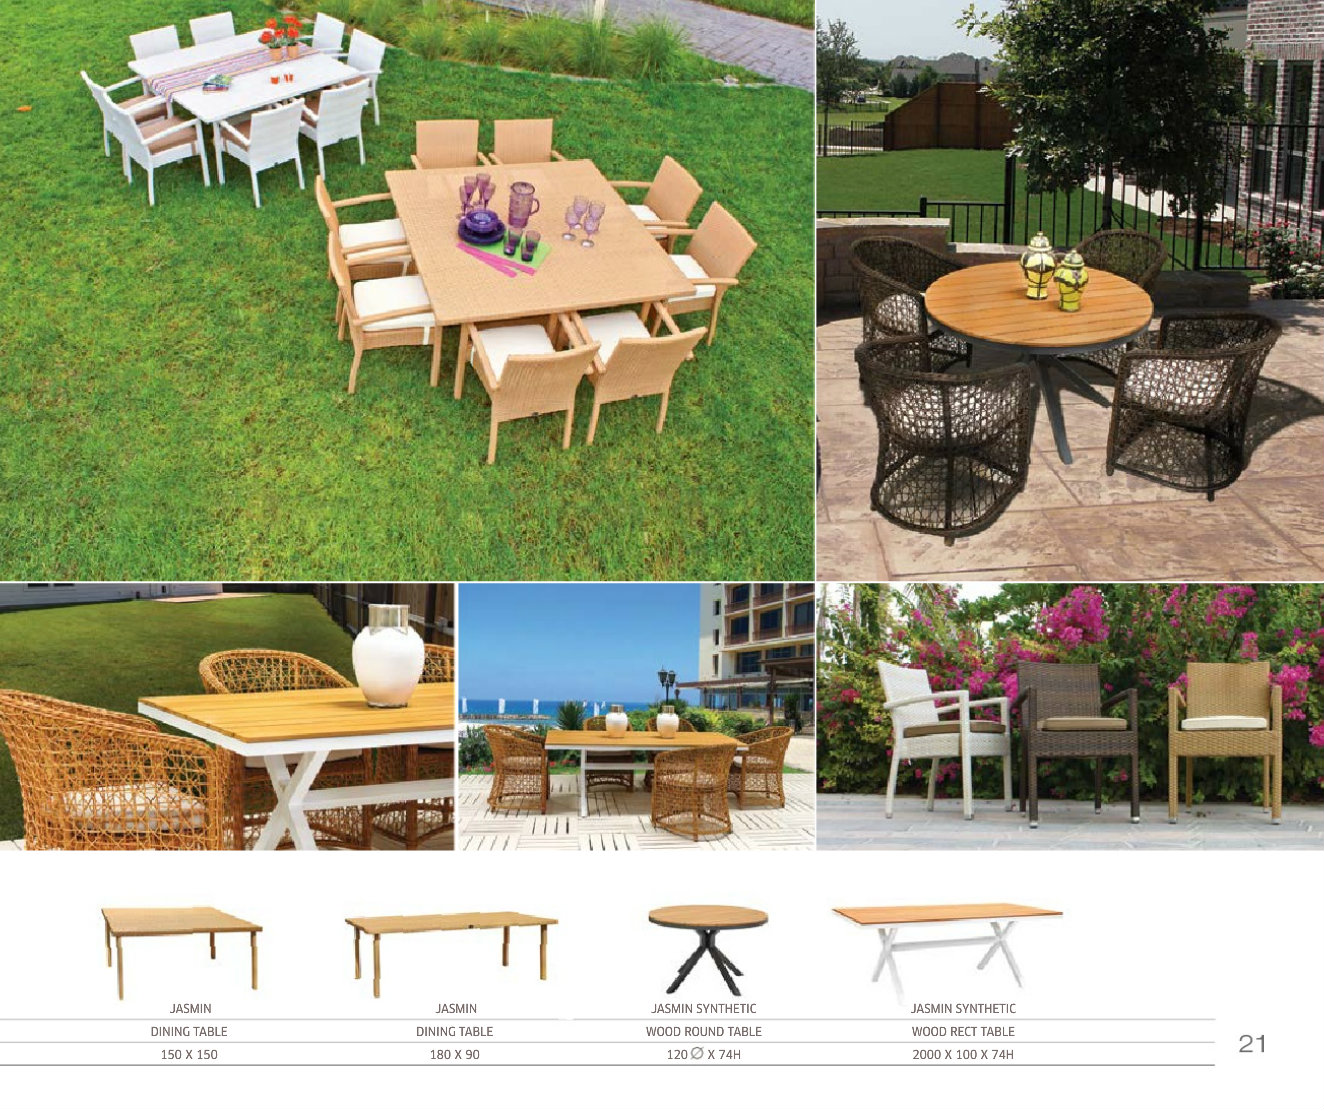 JASMIN
DINING TABLE
150 X 150
JASMIN
DINING TABLE
180 X 90
JASMIN SYNTHETIC
WOOD ROUND TABLE
120 ∅ X 74H
JASMIN SYNTHETIC
WOOD RECT TABLE
2000 X 100 X 74H
21